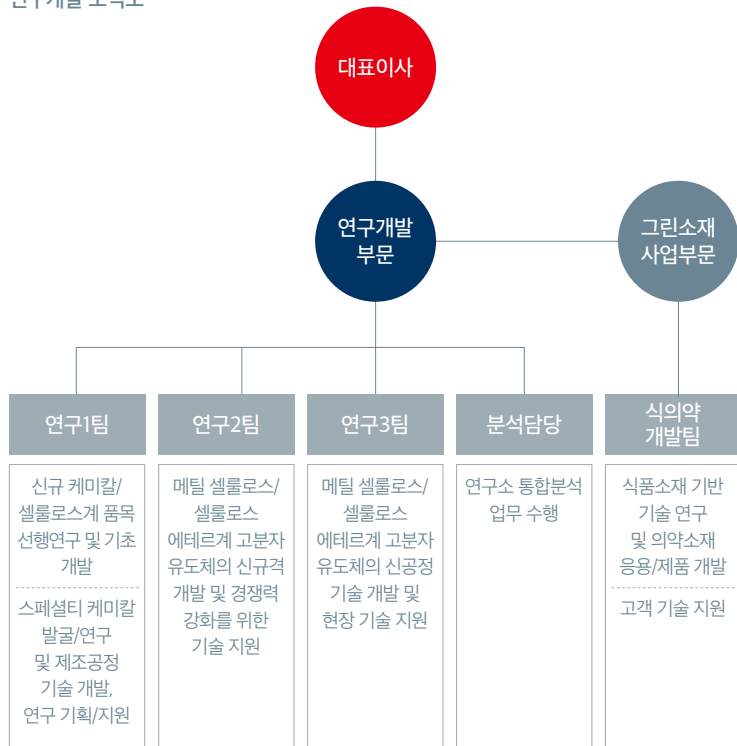 대표이사
연구개발
부문
그린소재
사업부문
연구1팀
연구2팀
연구3팀
분석담당
식의약
개발팀
신규 케미칼/
셀룰로스계 품목
선행연구 및 기초
개발
스페셜티 케미칼
발굴/연구
및 제조공정
기술 개발,
연구 기획/지원
메틸 셀룰로스/
셀룰로스
에테르계 고분자
유도체의 신규격
개발 및 경쟁력
강화를 위한
기술 지원
메틸 셀룰로스/
셀룰로스
에테르계 고분자
유도체의 신공정
기술 개발 및
현장 기술 지원
연구소 통합분석
업무 수행
식품소재 기반
기술 연구
및 의약소재
응용/제품 개발
고객 기술 지원